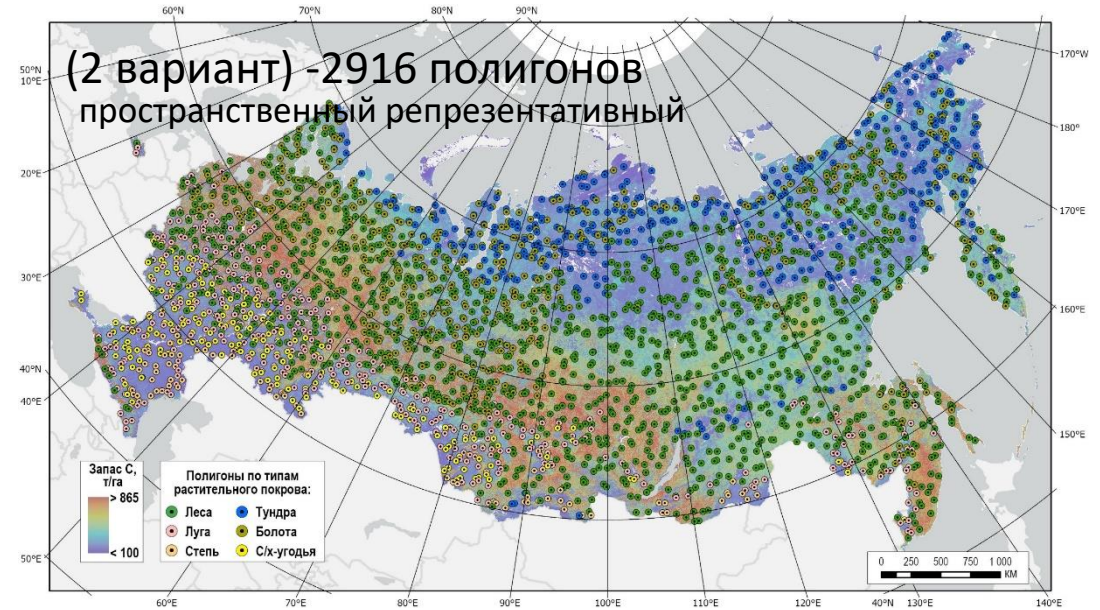 60°N 70°N 80°N 90°N
(2 вариант) -2916 полигонов
пространственный репрезентативный
50°N
10°E
20°E
30°E
40°N
40°E
50°E
170°W
180°
170°E
160°E
150°E
Запас С,
т/га
> 865
< 100
Полигоны по типам
растительного покрова:
Леса
Тундра
Луга
Болота
Степь
С/х-угодья
0 250 500 750 1 000
КМ
60°E 70°E 80°E 90°E 100°E 110°E 120°E 40°N 130°E 140°E